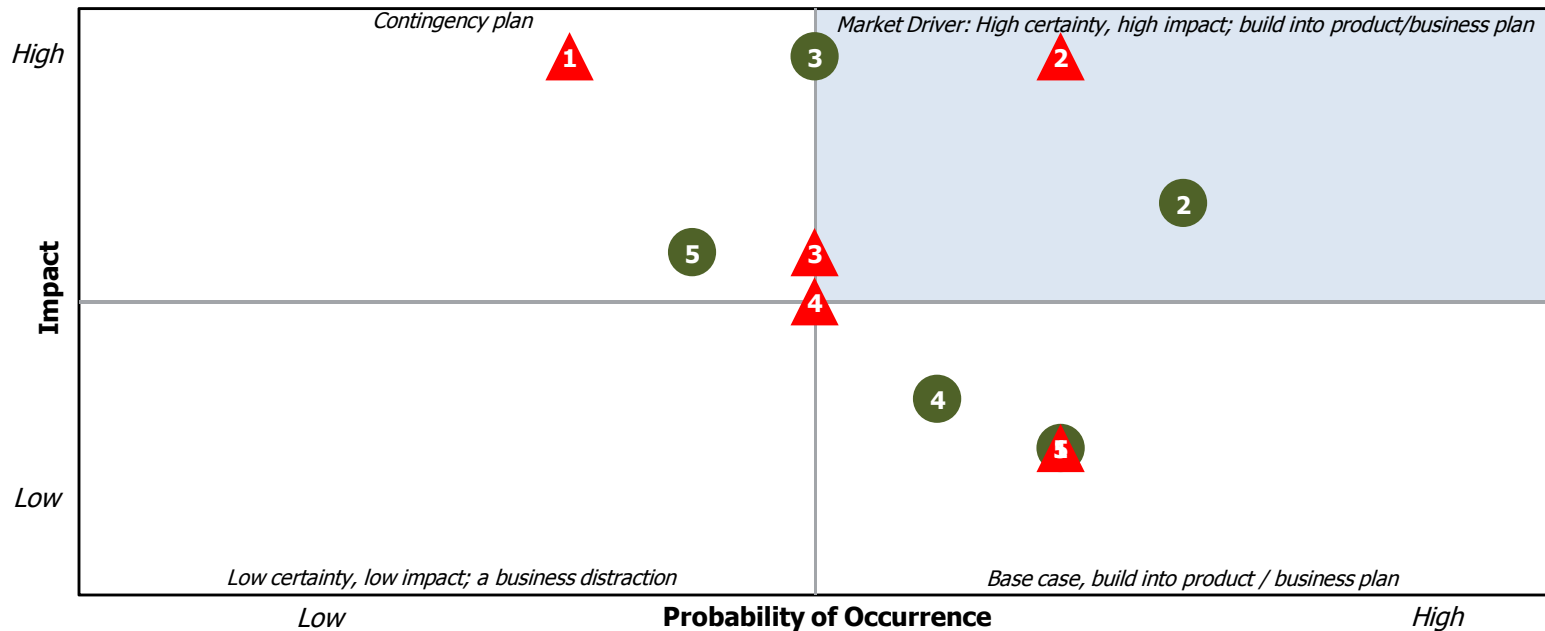 Contingency plan
Market Driver: High certainty, high impact; build into product/business plan
High
1
3
2
2
Impact
5
3
4
4
5
Low
Low certainty, low impact; a business distraction
Base case, build into product / business plan
Low
Probability of Occurrence
High